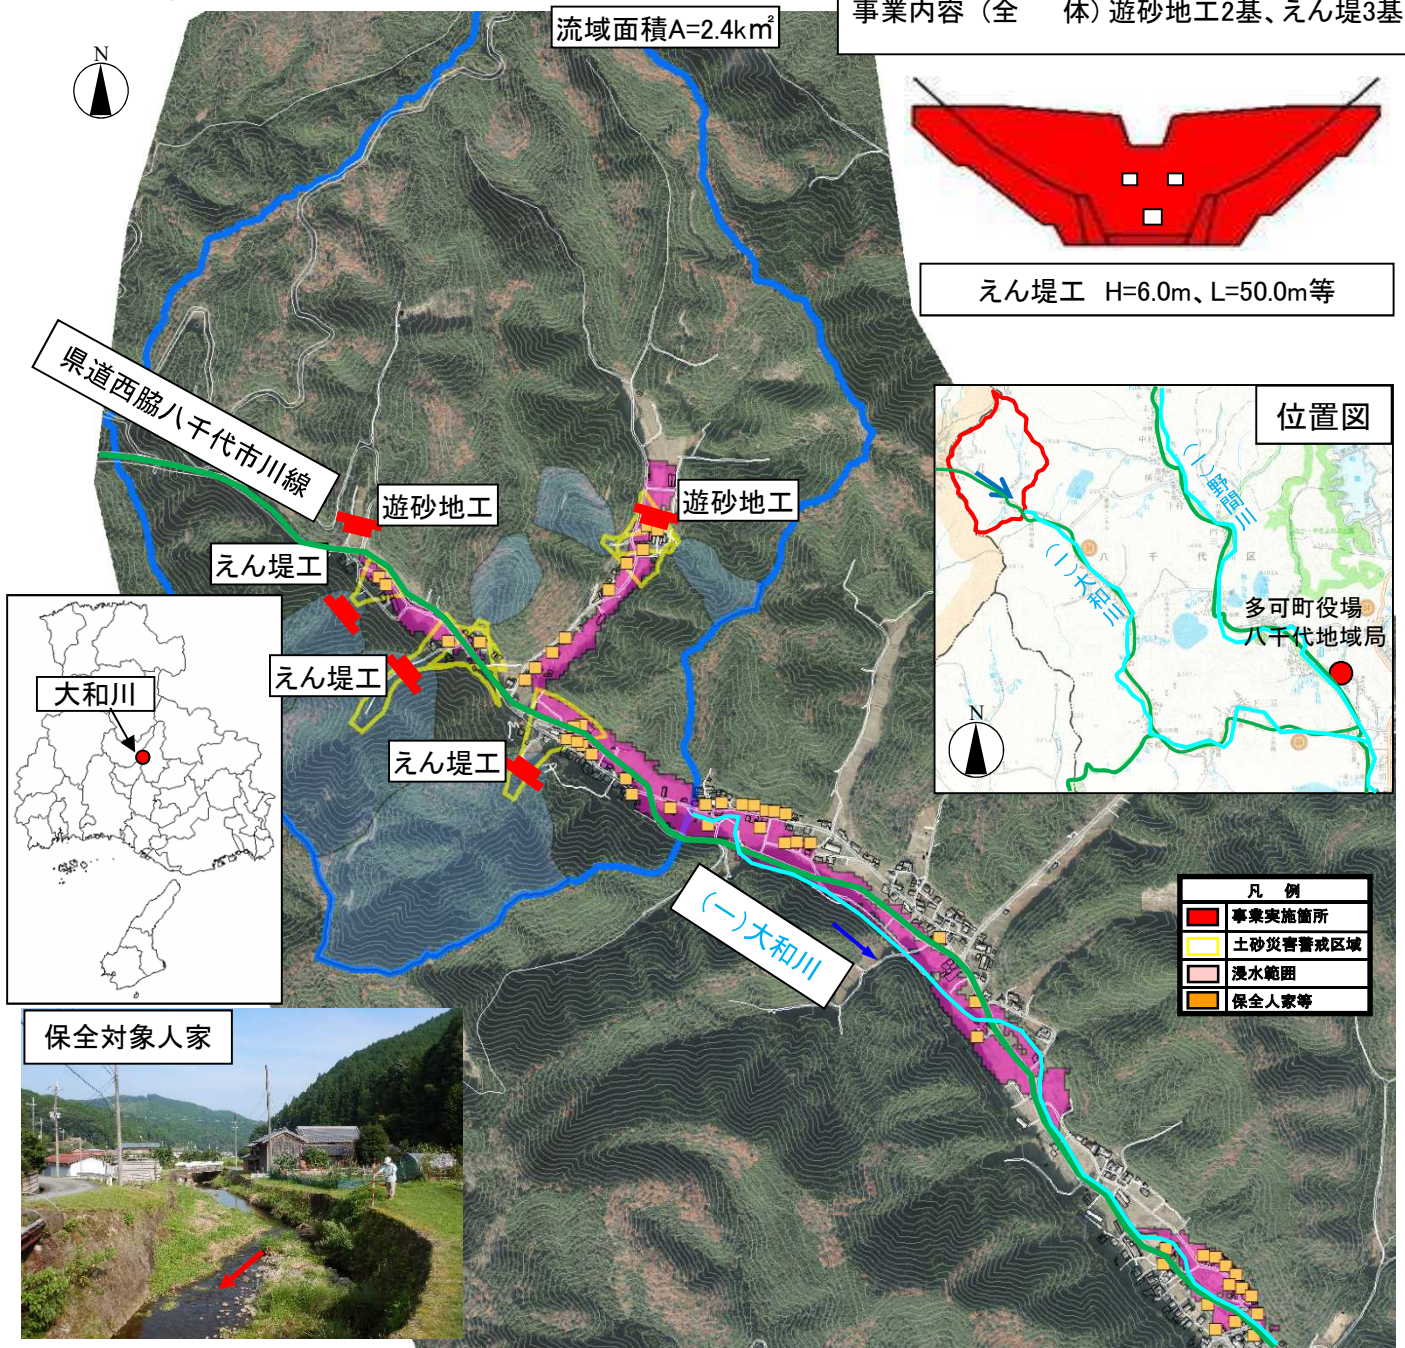 流域面積A=2.4k㎡
事業内容（全　　体）遊砂地工2基、えん堤3基
N
えん堤工　H=6.0m、L=50.0m等
県道西脇八千代市川線
位置図
(一)野間川
(一)大和川
八千代区
多可町役場
八千代地域局
N
遊砂地工
遊砂地工
えん堤工
えん堤工
えん堤工
大和川
(一)大和川
凡　例
事業実施箇所
土砂災害警戒区域
浸水範囲
保全人家等
保全対象人家